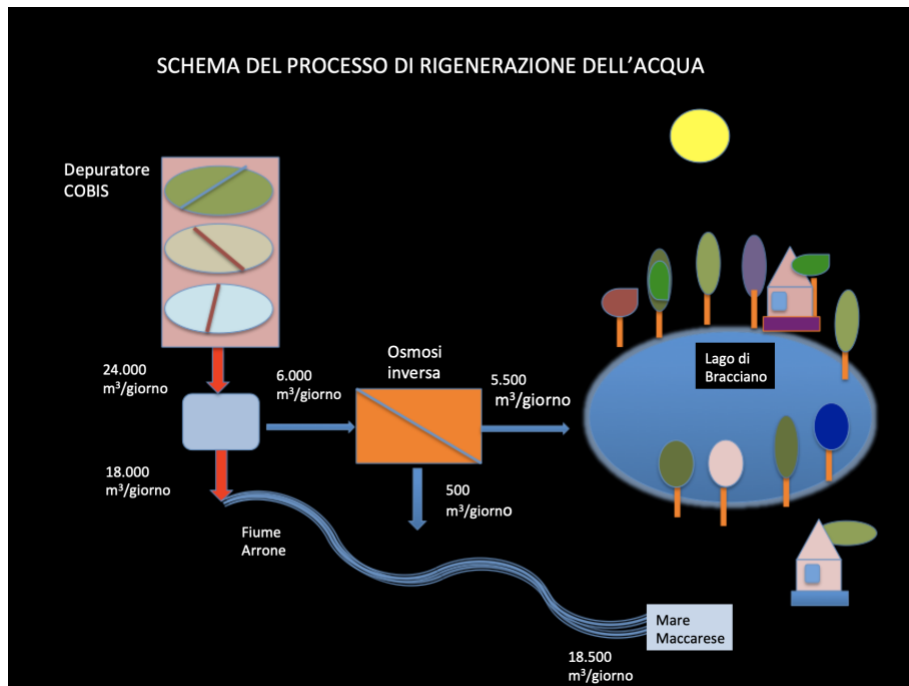 SCHEMA DEL PROCESSO DI RIGENERAZIONE DELL’ACQUA
Depuratore
COBIS
24.000
m³/giorno
6.000
m³/giorno
Osmosi
inversa
5.500
m³/giorno
Lago di
Bracciano
18.000
m³/giorno
500
m³/giorno
Fiume
Arrone
Mare
Maccarese
18.500
m³/giorno